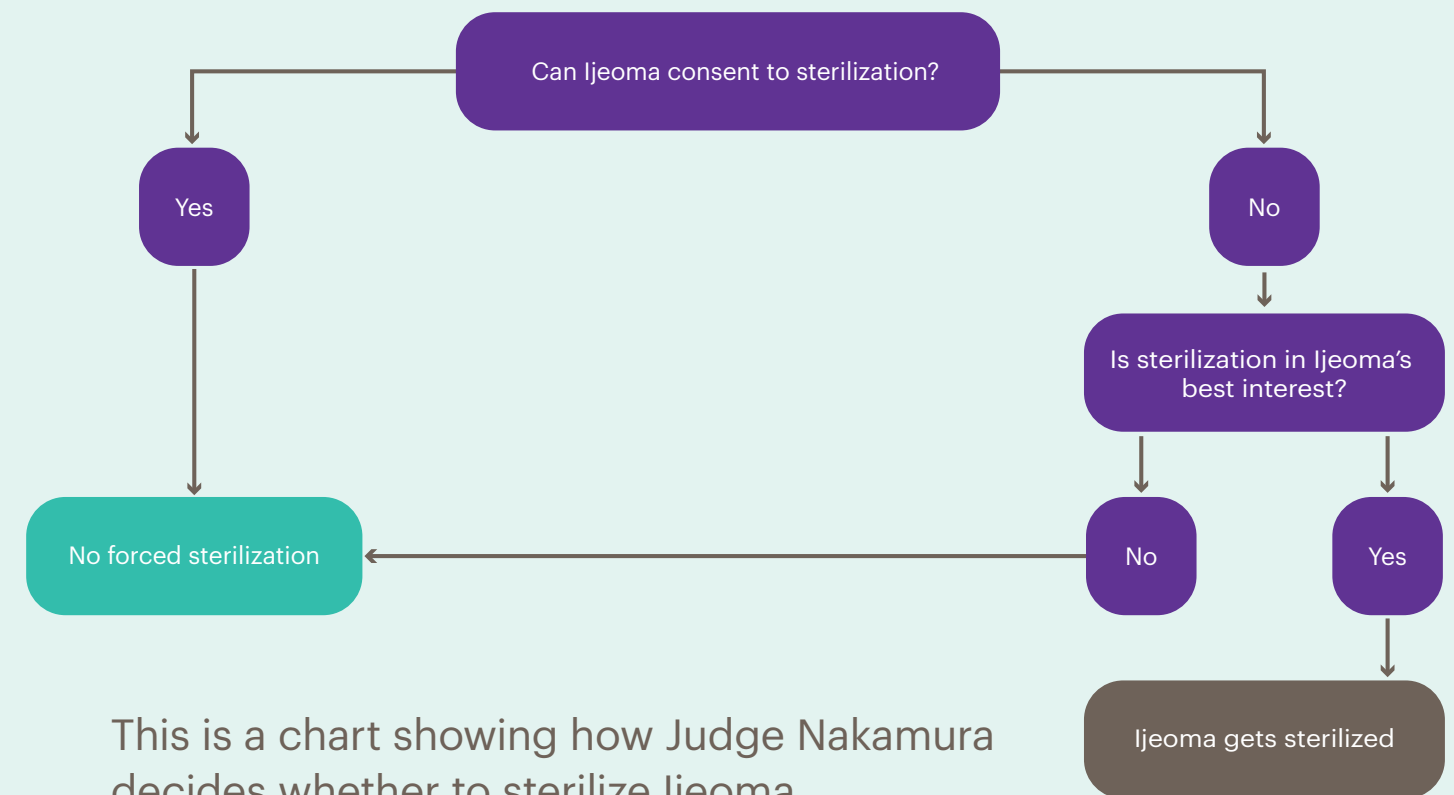 Can Ijeoma consent to sterilization?
Yes
No
Is sterilization in Ijeoma’s
best interest?
No forced sterilization
No
Yes
Ijeoma gets sterilized
This is a chart showing how Judge Nakamura
decides whether to sterilize Ijeoma